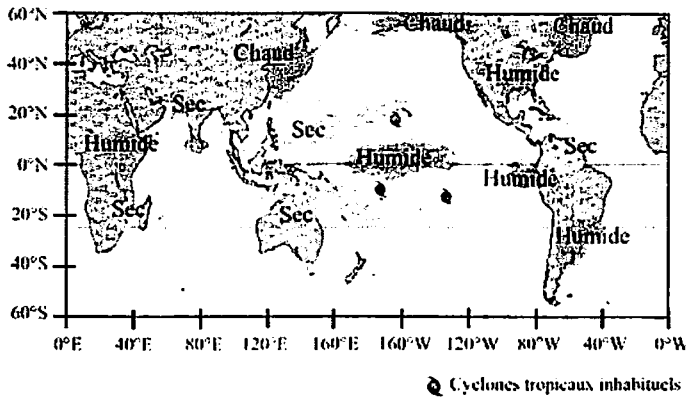 60°N
Chauds
Chaud
Chaud
40°N
Humide
Sec
20°N
Sec
Humide
Sec
Humide
0°N
Humide
Sec
Sec
20°S
Humide
40°S
60°S
0°E 40°E 80°E 120°E 160°E 160°W 120°W 80°W 40°W 0°W
Cyclones tropicaux inhabituels